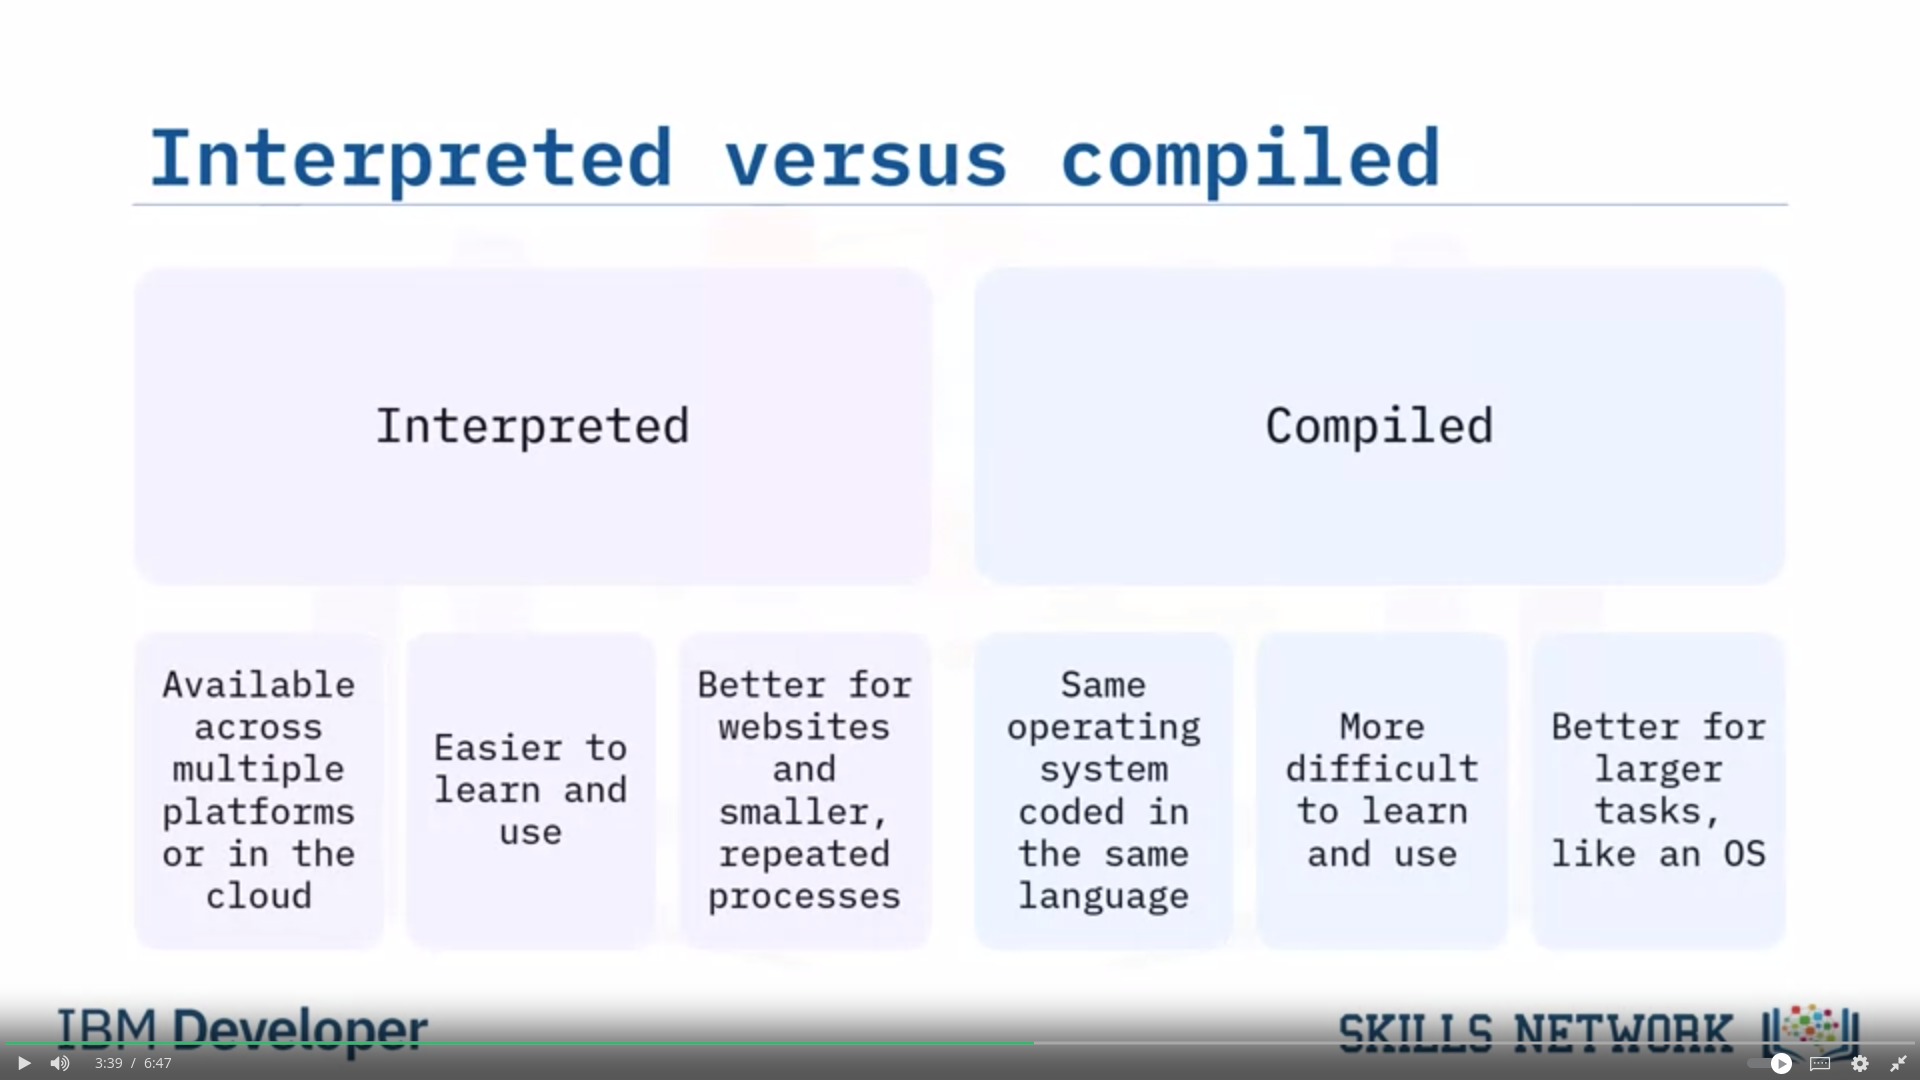 Interpreted versus compiled
Interpreted
Compiled
Available
across
multiple
platforms
or in the
cloud
Easier to
learn and
use
Better for
websites
and
smaller,
repeated
processes
Same
operating
system
coded in
the same
language
More
difficult
to learn
and use
Better for
larger
tasks,
like an OS
IBM Developer
SKILLS NETWORK
3:39 / 6:47